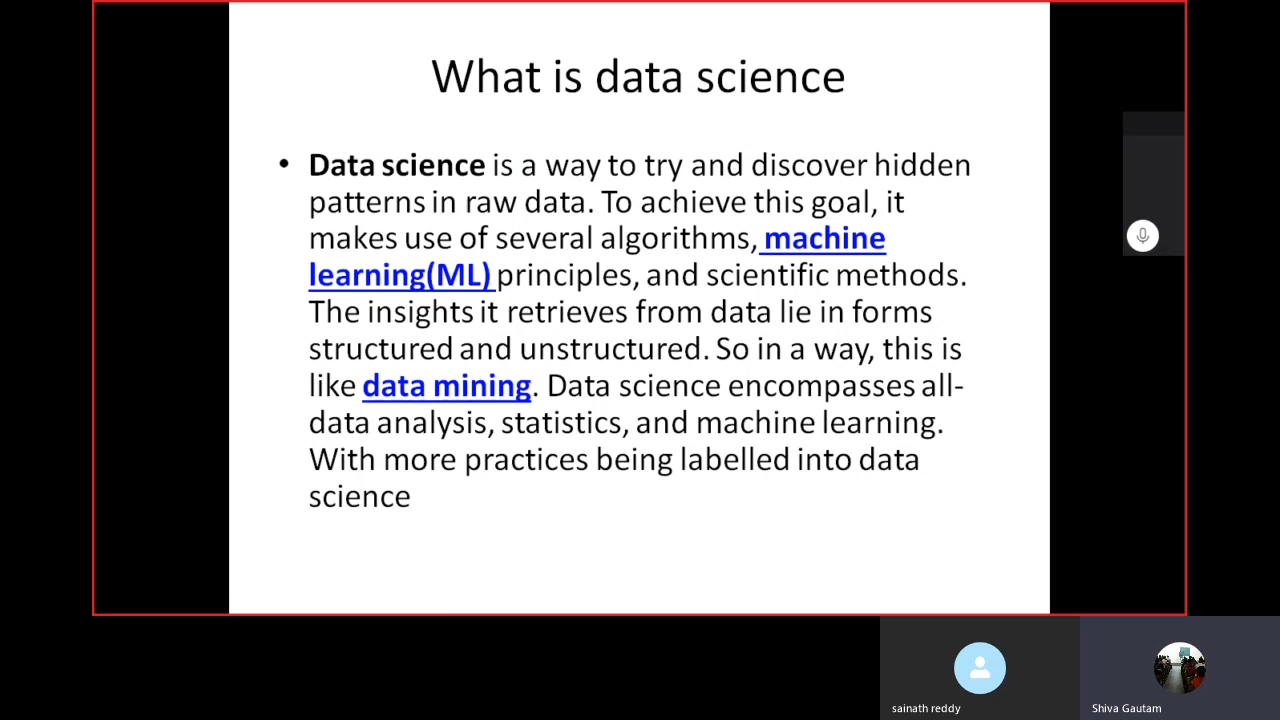 What is data science
• Data science is a way to try and discover hidden
patterns in raw data. To achieve this goal, it
makes use of several algorithms, machine
learning(ML) principles, and scientific methods.
The insights it retrieves from data lie in forms
structured and unstructured. So in a way, this is
like data mining. Data science encompasses all-
data analysis, statistics, and machine learning.
With more practices being labelled into data
science
sainath reddy
Shiva Gautam